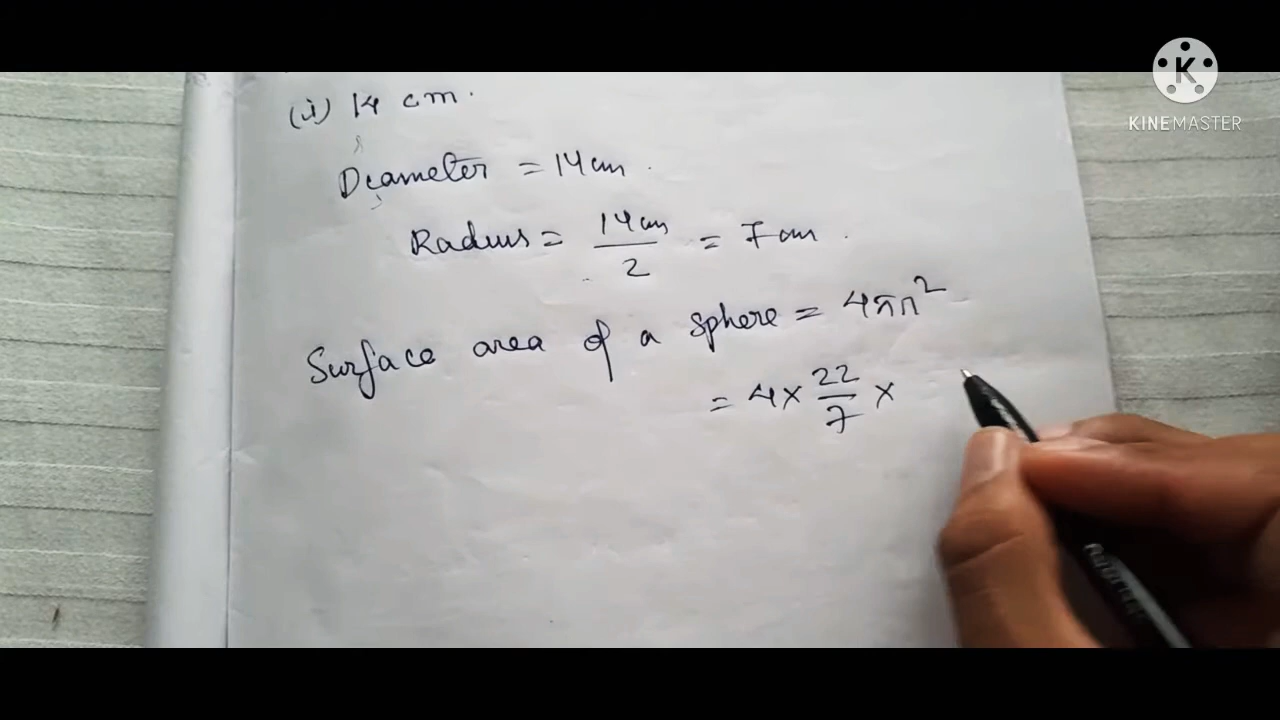 (ii) 14 cm.
Diameter = 14cm.
Radius = 14cm/2 = 7cm.
Surface area of a sphere = 4πr²
= 4 × 22/7 ×
K
KINEMASTER